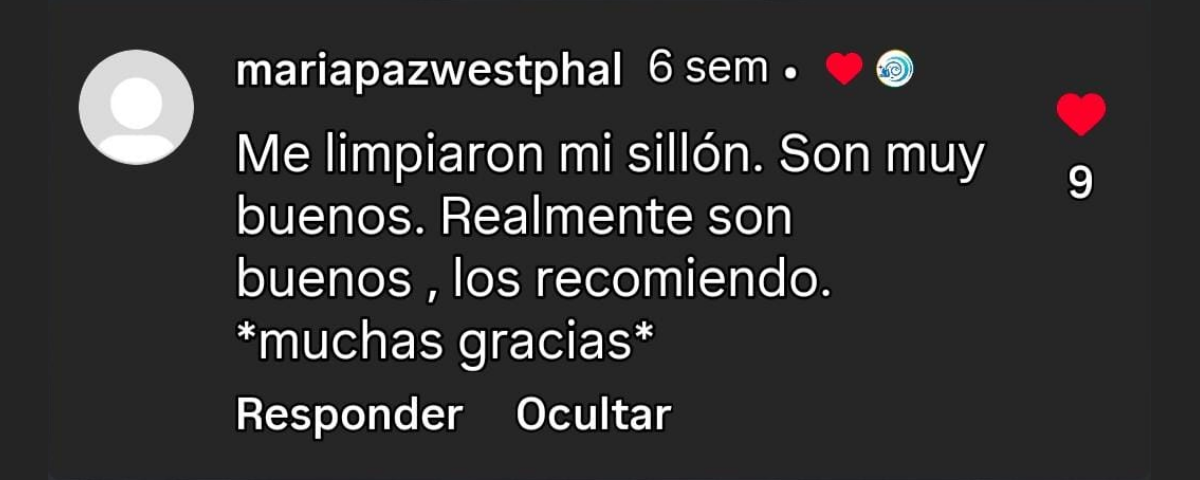 mariapazwestphal 6 sem •
Me limpiaron mi sillón. Son muy
buenos. Realmente son
buenos , los recomiendo.
*muchas gracias*
9
Responder Ocultar